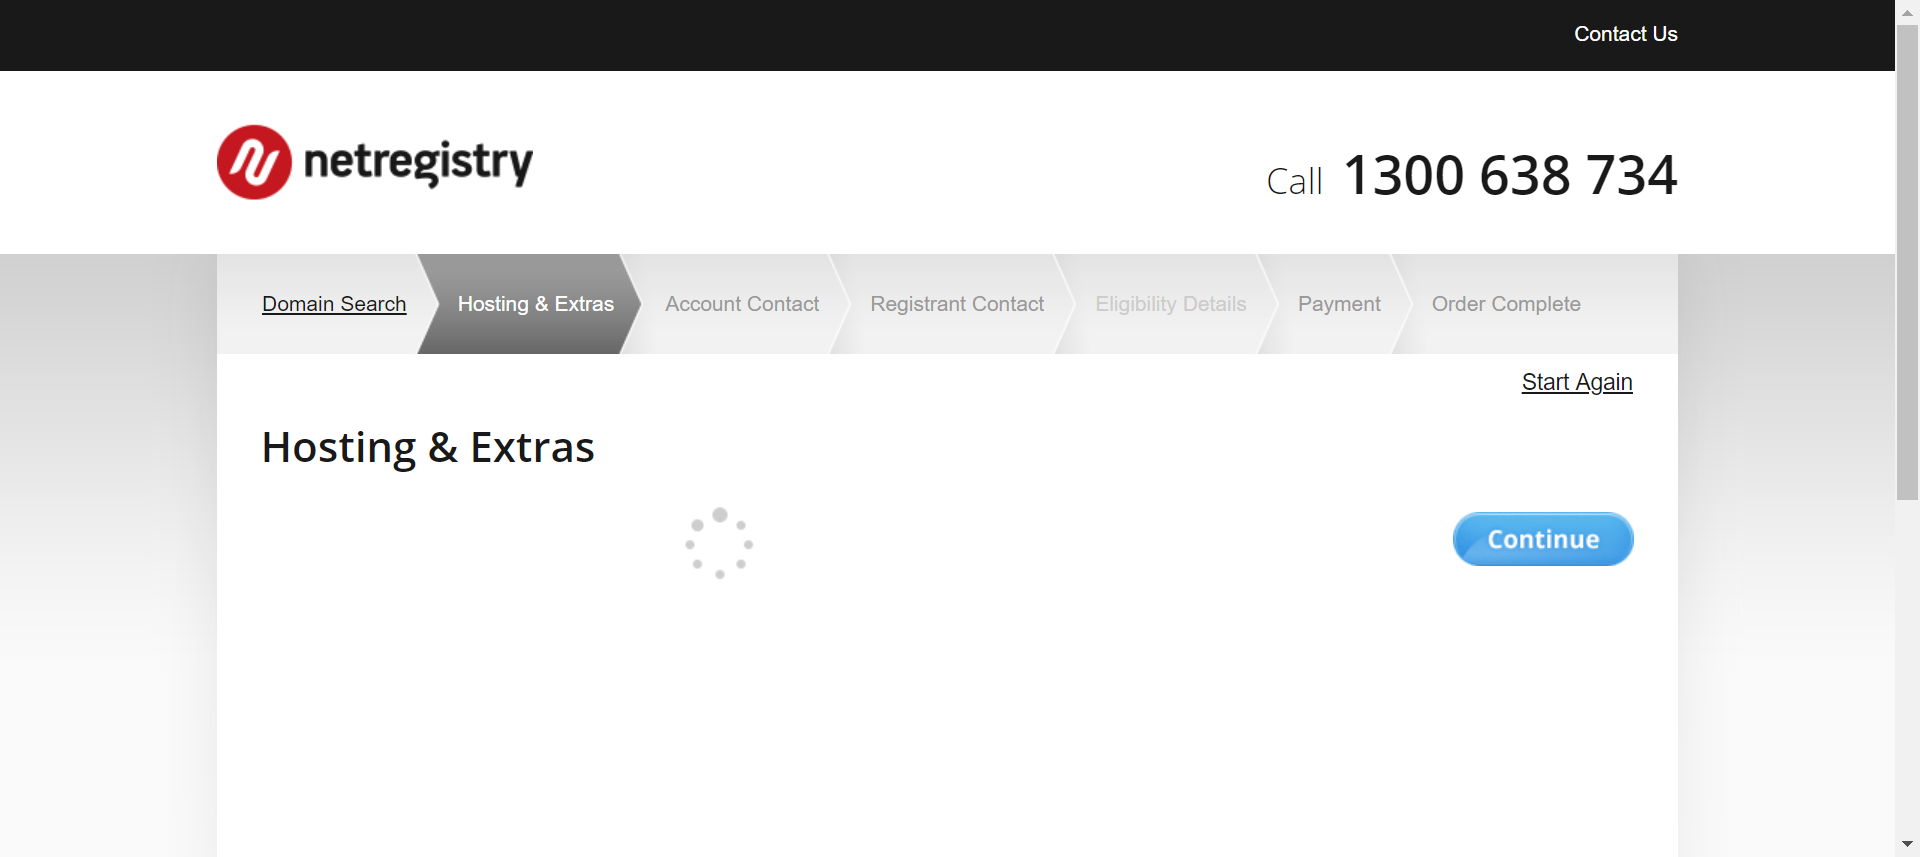 Contact Us
netregistry
Call 1300 638 734
Domain Search Hosting & Extras Account Contact Registrant Contact Eligibility Details Payment Order Complete
Start Again
Hosting & Extras
Continue